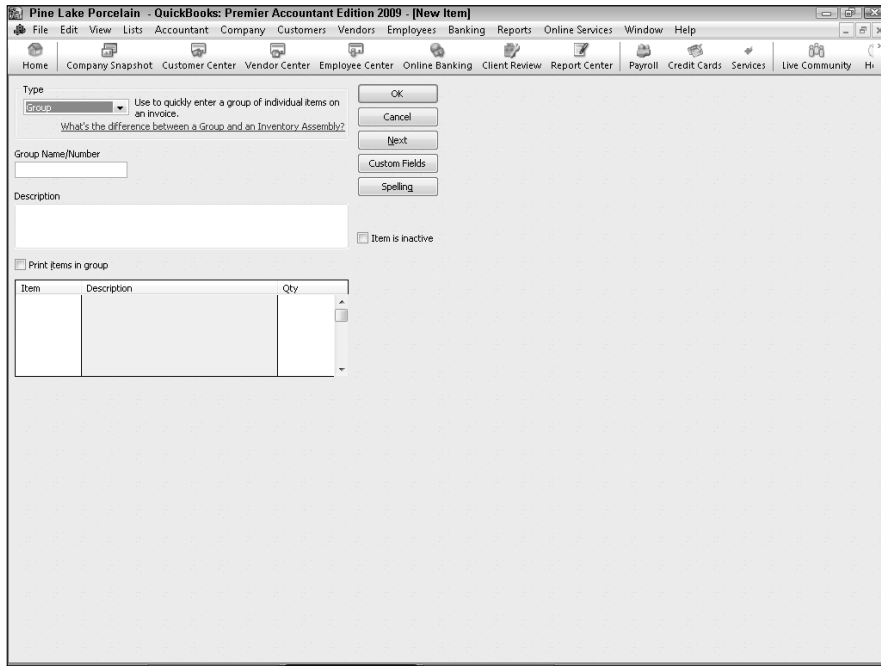 Pine Lake Porcelain - QuickBooks: Premier Accountant Edition 2009 - [New Item]
File Edit View Lists Accountant Company Customers Vendors Employees Banking Reports Online Services Window Help
Home Company Snapshot Customer Center Vendor Center Employee Center Online Banking Client Review Report Center Payroll Credit Cards Services Live Community
Type
Group
Use to quickly enter a group of individual items on
an invoice.
What's the difference between a Group and an Inventory Assembly?
OK
Cancel
Next
Custom Fields
Spelling
Group Name/Number
Description
Item is inactive
Print items in group
Item Description Qty